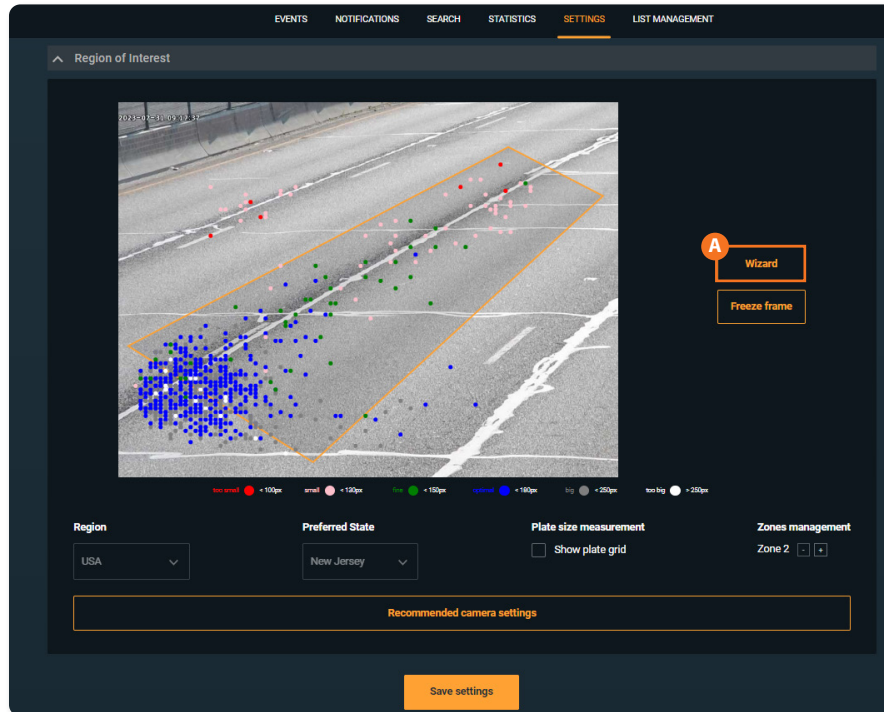 EVENTS NOTIFICATIONS SEARCH STATISTICS SETTINGS LIST MANAGEMENT
Region of Interest
2023-07-31 09:17:32
A
Wizard
Freeze frame
too small < 100px small < 130px fine < 150px optimal < 180px big < 250px too big > 250px
Region Preferred State Plate size measurement Zones management
USA New Jersey Show plate grid Zone 2 - +
Recommended camera settings
Save settings